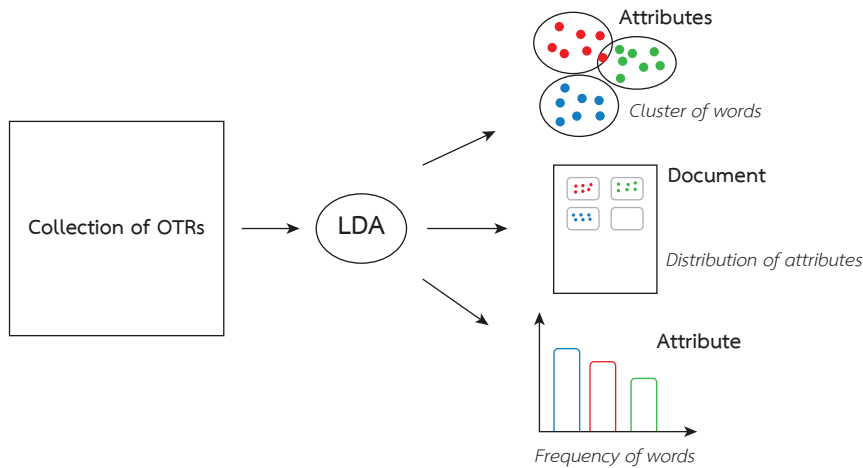 Attributes
Cluster of words
Collection of OTRs
LDA
Document
Distribution of attributes
Attribute
Frequency of words